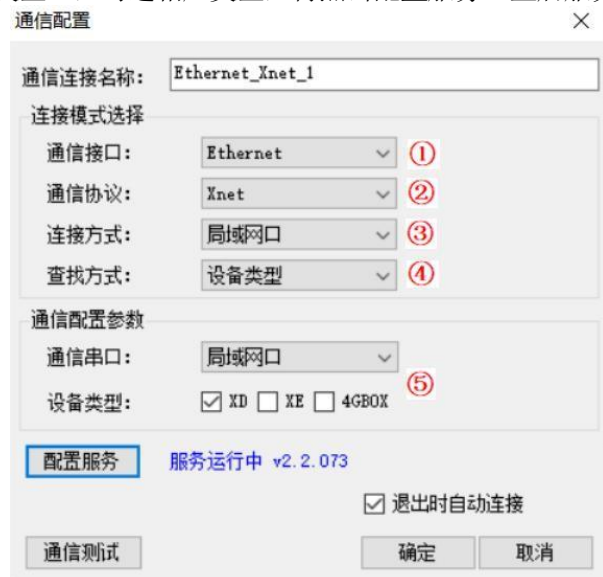 通信配置
通信连接名称： Ethernet_Xnet_1
连接模式选择
通信接口： Ethernet ①
通信协议： Xnet ②
连接方式： 局域网口 ③
查找方式： 设备类型 ④
通信配置参数
通信串口： 局域网口
⑤
设备类型： XD XE 4GBOX
配置服务 服务运行中 v2.2.073
退出时自动连接
通信测试 确定 取消